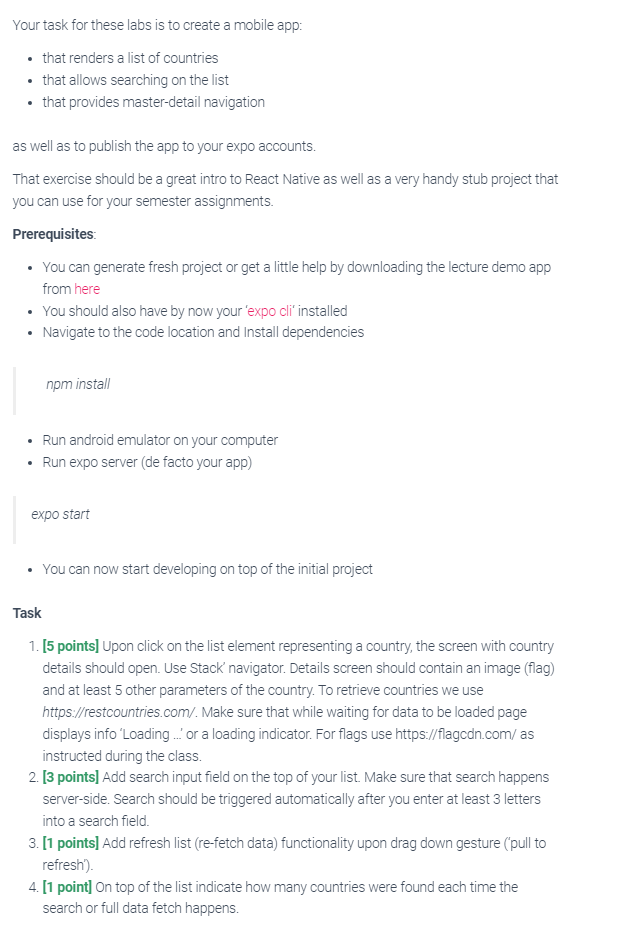 Your task for these labs is to create a mobile app:
• that renders a list of countries
• that allows searching on the list
• that provides master-detail navigation
as well as to publish the app to your expo accounts.
That exercise should be a great intro to React Native as well as a very handy stub project that
you can use for your semester assignments.
Prerequisites:
• You can generate fresh project or get a little help by downloading the lecture demo app
from here
• You should also have by now your 'expo cli' installed
• Navigate to the code location and Install dependencies
npm install
• Run android emulator on your computer
• Run expo server (de facto your app)
expo start
• You can now start developing on top of the initial project
Task
1. [5 points] Upon click on the list element representing a country, the screen with country
details should open. Use Stack' navigator. Details screen should contain an image (flag)
and at least 5 other parameters of the country. To retrieve countries we use
https://restcountries.com/. Make sure that while waiting for data to be loaded page
displays info 'Loading ...' or a loading indicator. For flags use https://flagcdn.com/ as
instructed during the class.
2. [3 points] Add search input field on the top of your list. Make sure that search happens
server-side. Search should be triggered automatically after you enter at least 3 letters
into a search field.
3. [1 points] Add refresh list (re-fetch data) functionality upon drag down gesture ('pull to
refresh').
4. [1 point] On top of the list indicate how many countries were found each time the
search or full data fetch happens.